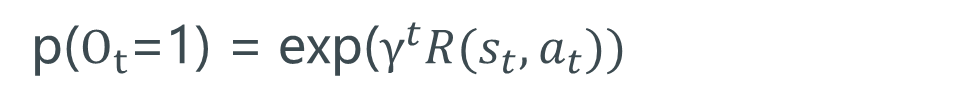 p(O_t=1) = exp(γ^t R(s_t, a_t))